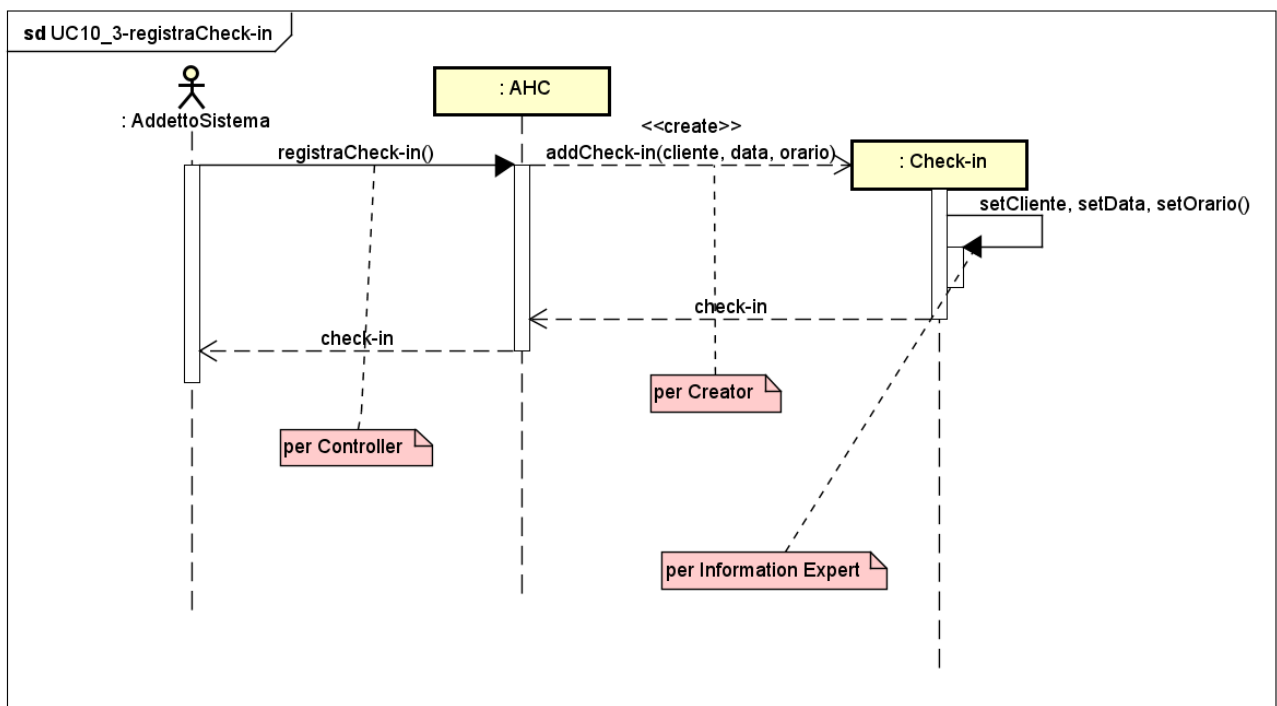 sd UC10_3-registraCheck-in
: AddettoSistema
: AHC
<<create>>
registraCheck-in()
addCheck-in(cliente, data, orario)
: Check-in
setCliente, setData, setOrario()
check-in
check-in
per Creator
per Controller
per Information Expert